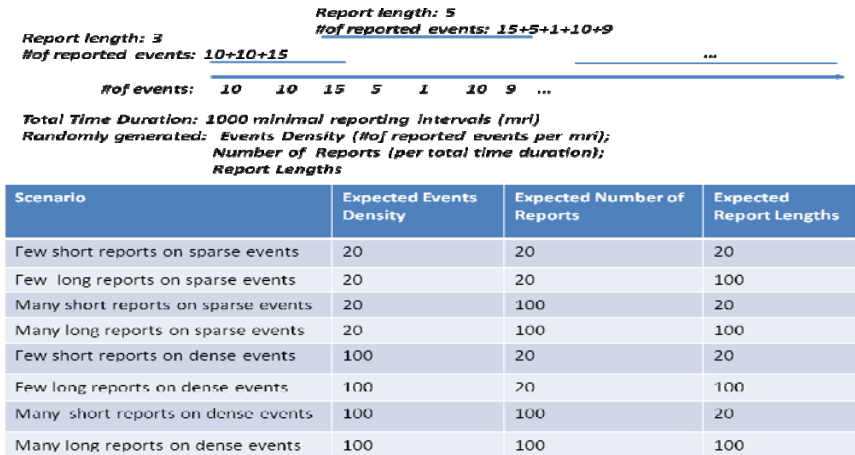 Report length: 5
#of reported events: 15+5+1+10+9
Report length: 3
#of reported events: 10+10+15
...
#of events: 10 10 15 5 1 10 9 ...
Total Time Duration: 1000 minimal reporting intervals (mri)
Randomly generated: Events Density (#of reported events per mri);
Number of Reports (per total time duration);
Report Lengths
Scenario Expected Events Density Expected Number of Reports Expected Report Lengths
Few short reports on sparse events 20 20 20
Few long reports on sparse events 20 20 100
Many short reports on sparse events 20 100 20
Many long reports on sparse events 20 100 100
Few short reports on dense events 100 20 20
Few long reports on dense events 100 20 100
Many short reports on dense events 100 100 20
Many long reports on dense events 100 100 100